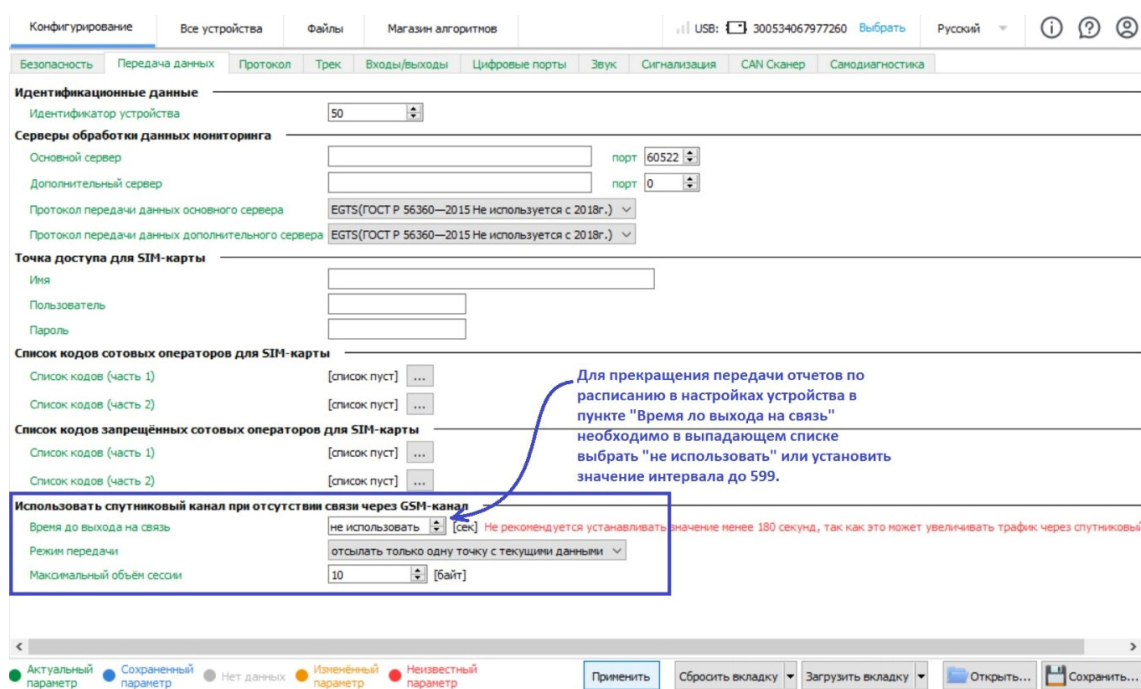 Конфигурирование Все устройства Файлы Магазин алгоритмов USB: 300534067977260 Выбрать Русский
Безопасность Передача данных Протокол Трек Входы/выходы Цифровые порты Звук Сигнализация CAN Сканер Самодиагностика
Идентификационные данные
Идентификатор устройства 50
Серверы обработки данных мониторинга
Основной сервер порт 60522
Дополнительный сервер порт 0
Протокол передачи данных основного сервера EGTS(ГОСТ Р 56360—2015 Не используется с 2018г.)
Протокол передачи данных дополнительного сервера EGTS(ГОСТ Р 56360—2015 Не используется с 2018г.)
Точка доступа для SIM-карты
Имя
Пользователь
Пароль
Список кодов сотовых операторов для SIM-карты
Список кодов (часть 1) [список пуст] ...
Список кодов (часть 2) [список пуст] ...
Для прекращения передачи отчетов по
расписанию в настройках устройства в
пункте "Время ло выхода на связь"
необходимо в выпадающем списке
выбрать "не использовать" или установить
значение интервала до 599.
Список кодов запрещённых сотовых операторов для SIM-карты
Список кодов (часть 1) [список пуст] ...
Список кодов (часть 2) [список пуст] ...
Использовать спутниковый канал при отсутствии связи через GSM-канал
Время до выхода на связь не использовать [сек] Не рекомендуется устанавливать значение менее 180 секунд, так как это может увеличивать трафик через спутниковый
Режим передачи отсылать только одну точку с текущими данными
Максимальный объём сессии 10 [байт]
Актуальный параметр Сохраненный параметр Нет данных Изменённый параметр Неизвестный параметр Применить Сбросить вкладку Загрузить вкладку Открыть... Сохранить...